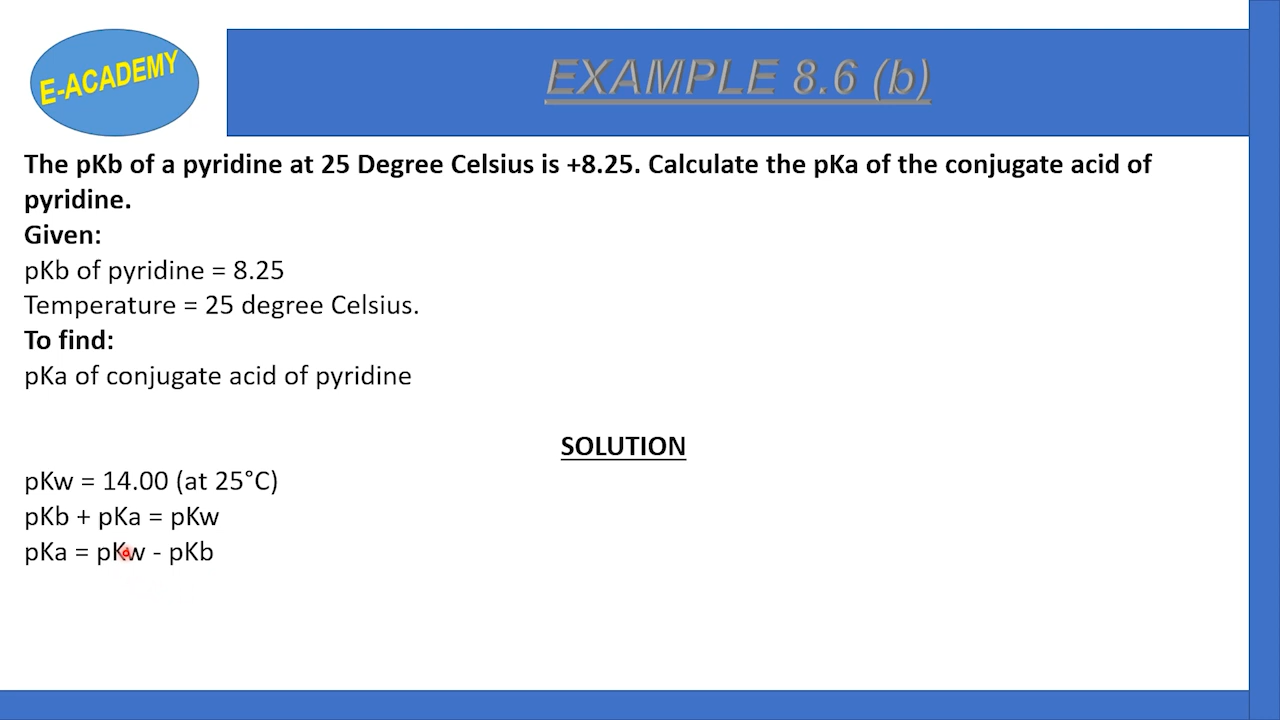 E-ACADEMY
EXAMPLE 8.6 (b)
The pKb of a pyridine at 25 Degree Celsius is +8.25. Calculate the pKa of the conjugate acid of
pyridine.
Given:
pKb of pyridine = 8.25
Temperature = 25 degree Celsius.
To find:
pKa of conjugate acid of pyridine
SOLUTION
pKw = 14.00 (at 25°C)
pKb + pKa = pKw
pKa = pKw - pKb